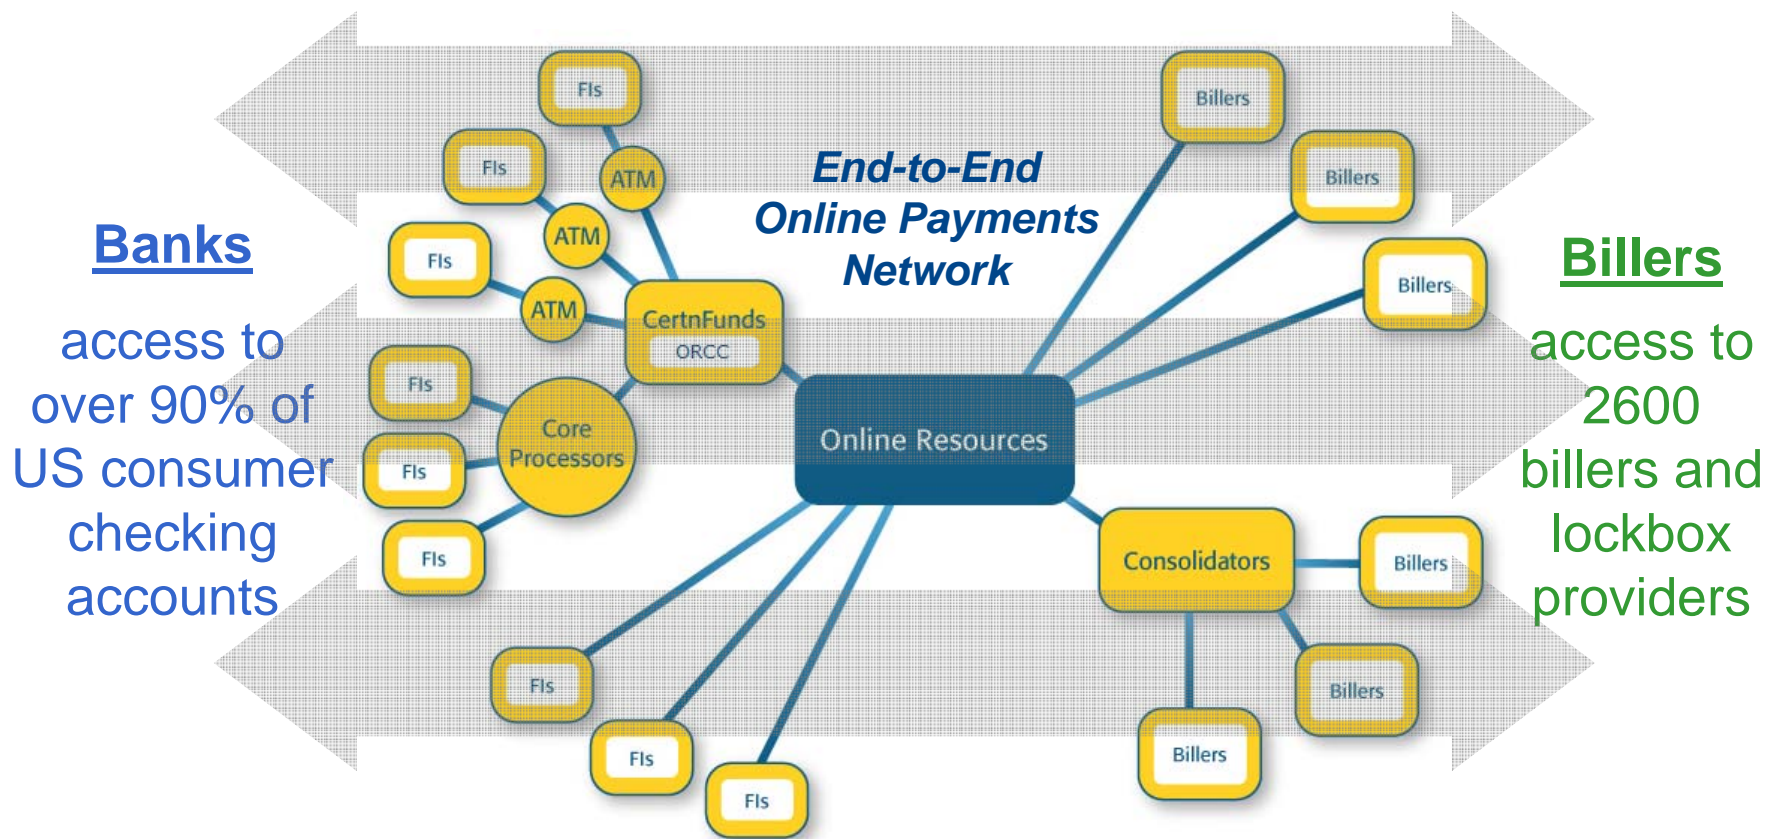 End-to-End
Online Payments
Network
Banks
access to
over 90% of
US consumer
checking
accounts
FIs
ATM
FIs
ATM
FIs
ATM
CertnFunds
ORCC
FIs
FIs
FIs
Core
Processors
Online Resources
FIs
FIs
FIs
Billers
Billers
Billers
Consolidators
Billers
Billers
Billers
Billers
access to
2600
billers and
lockbox
providers